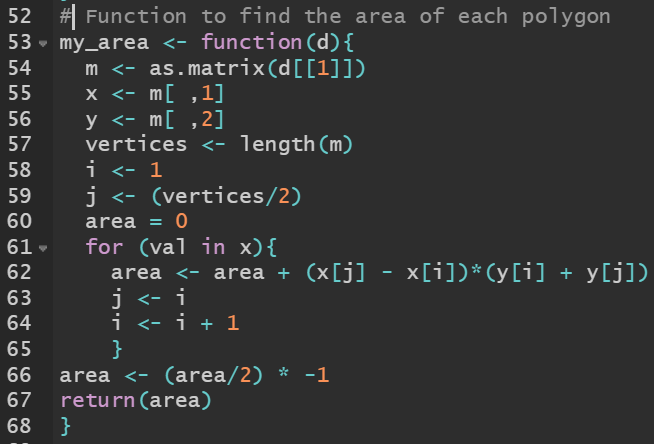 52 # Function to find the area of each polygon
53 my_area <- function(d){
54   m <- as.matrix(d[[1]])
55   x <- m[ ,1]
56   y <- m[ ,2]
57   vertices <- length(m)
58   i <- 1
59   j <- (vertices/2)
60   area = 0
61   for (val in x){
62     area <- area + (x[j] - x[i])*(y[i] + y[j])
63     j <- i
64     i <- i + 1
65     }
66 area <- (area/2) * -1
67 return(area)
68 }